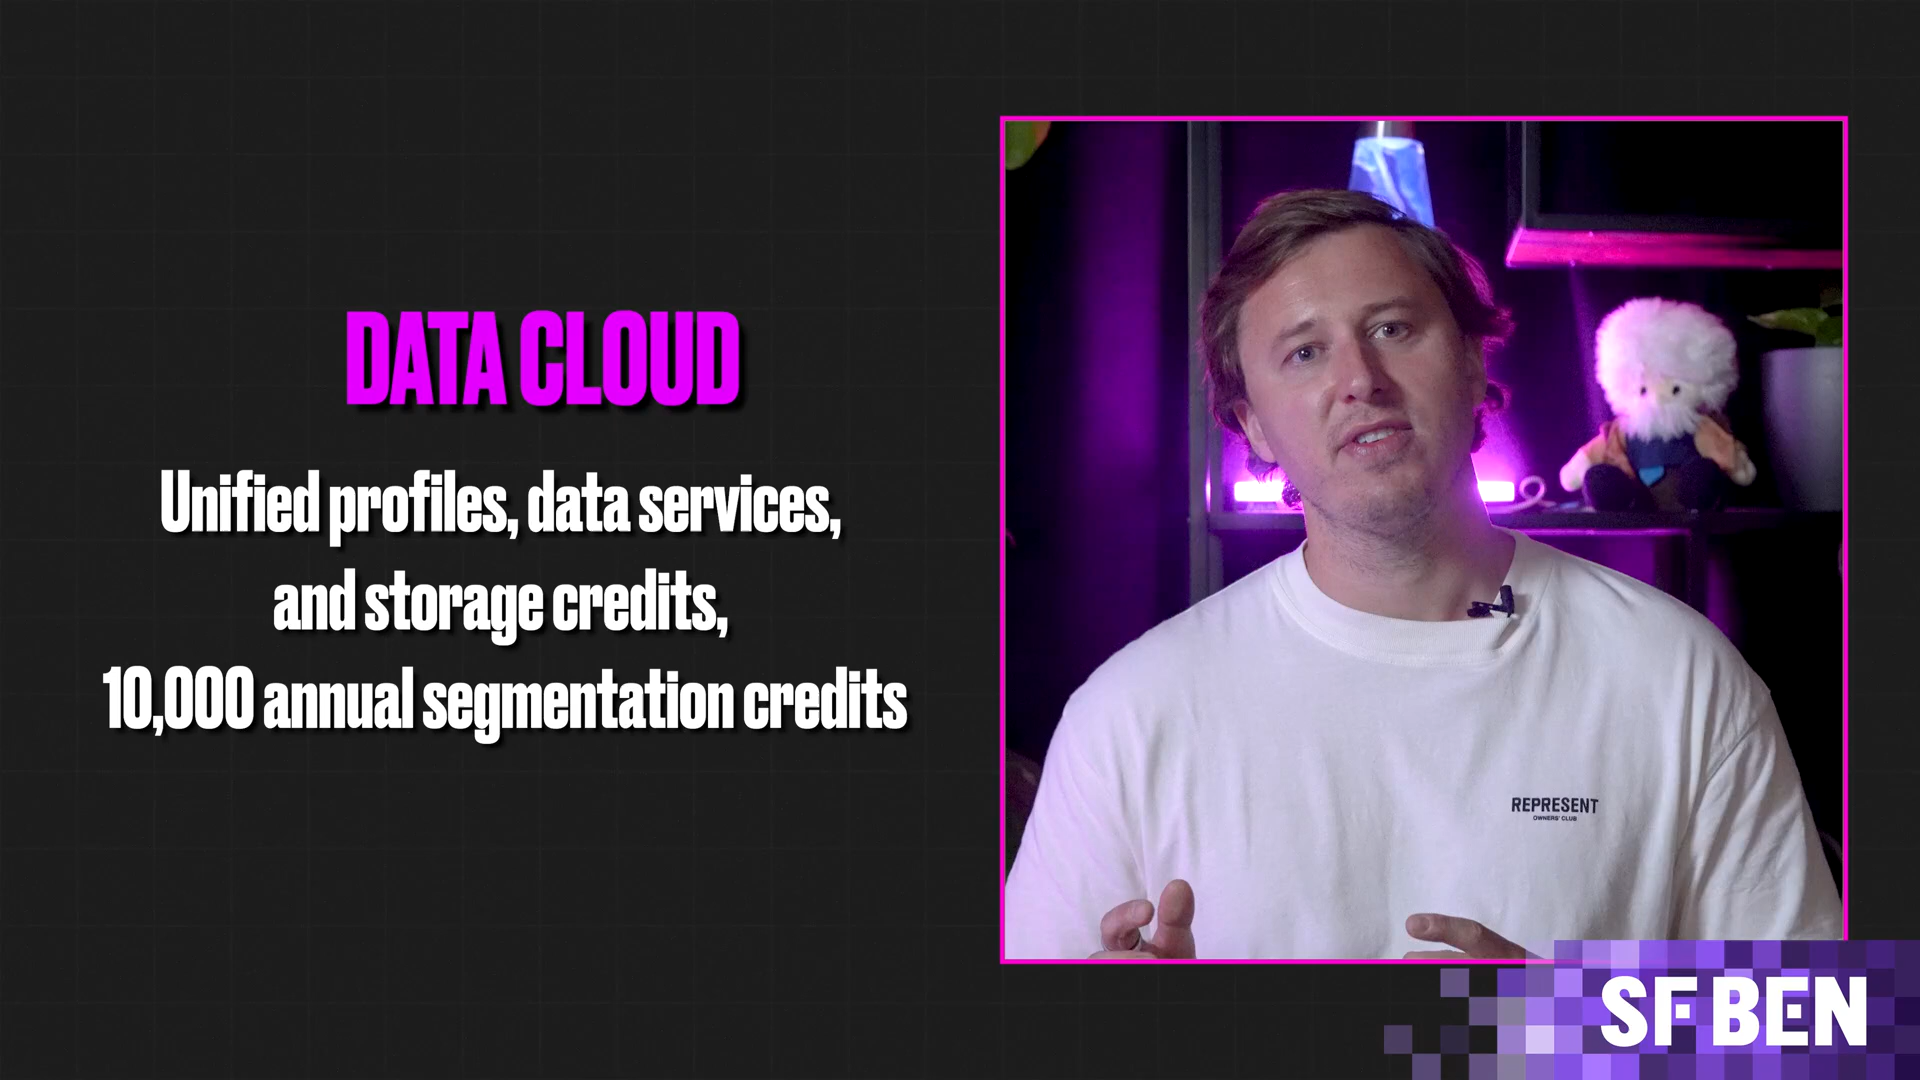 DATA CLOUD
Unified profiles, data services,
and storage credits,
10,000 annual segmentation credits
REPRESENT
OWNERS' CLUB
SF BEN